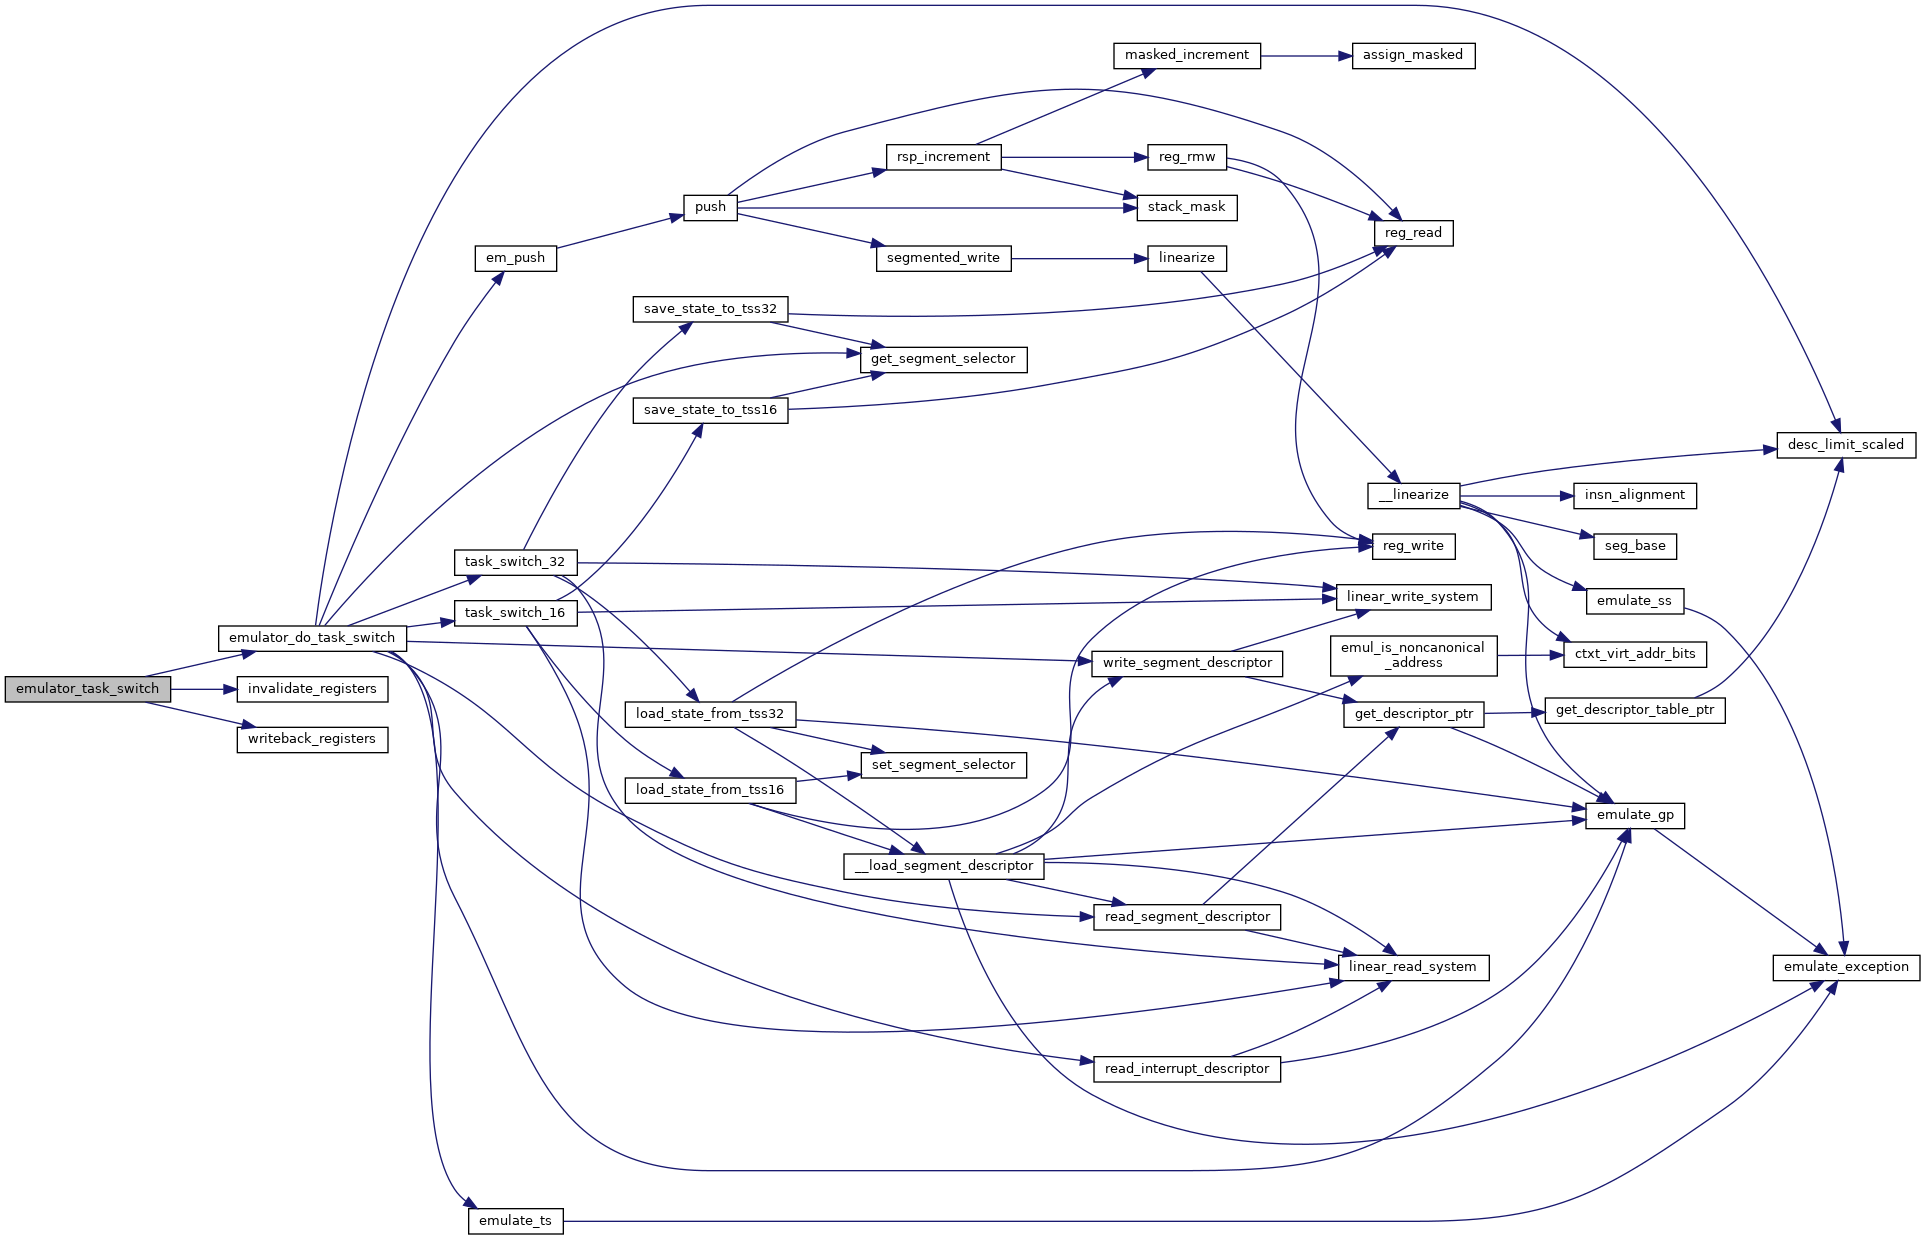 masked_increment
assign_masked
rsp_increment
reg_rmw
push
stack_mask
reg_read
em_push
segmented_write
linearize
save_state_to_tss32
get_segment_selector
save_state_to_tss16
desc_limit_scaled
__linearize
insn_alignment
reg_write
seg_base
task_switch_32
linear_write_system
emulate_ss
task_switch_16
emulator_do_task_switch
emul_is_noncanonical
_address
ctxt_virt_addr_bits
write_segment_descriptor
emulator_task_switch
invalidate_registers
load_state_from_tss32
get_descriptor_ptr
get_descriptor_table_ptr
writeback_registers
set_segment_selector
load_state_from_tss16
emulate_gp
__load_segment_descriptor
read_segment_descriptor
linear_read_system
emulate_exception
read_interrupt_descriptor
emulate_ts